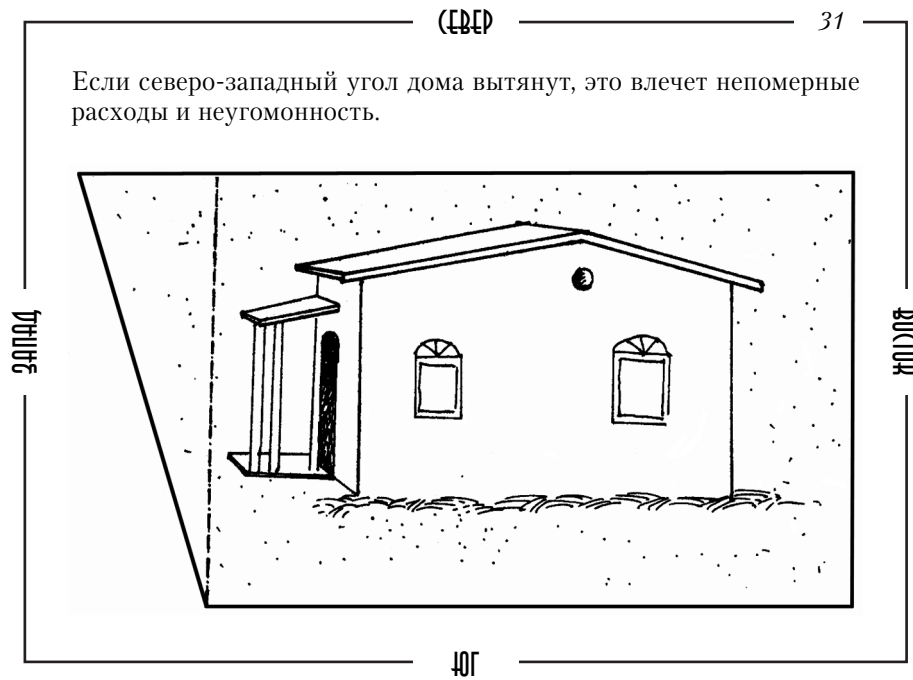 СЕВЕР
31
Если северо-западный угол дома вытянут, это влечет непомерные
расходы и неугомонность.
ЗАПАД
ВОСТОК
ЮГ